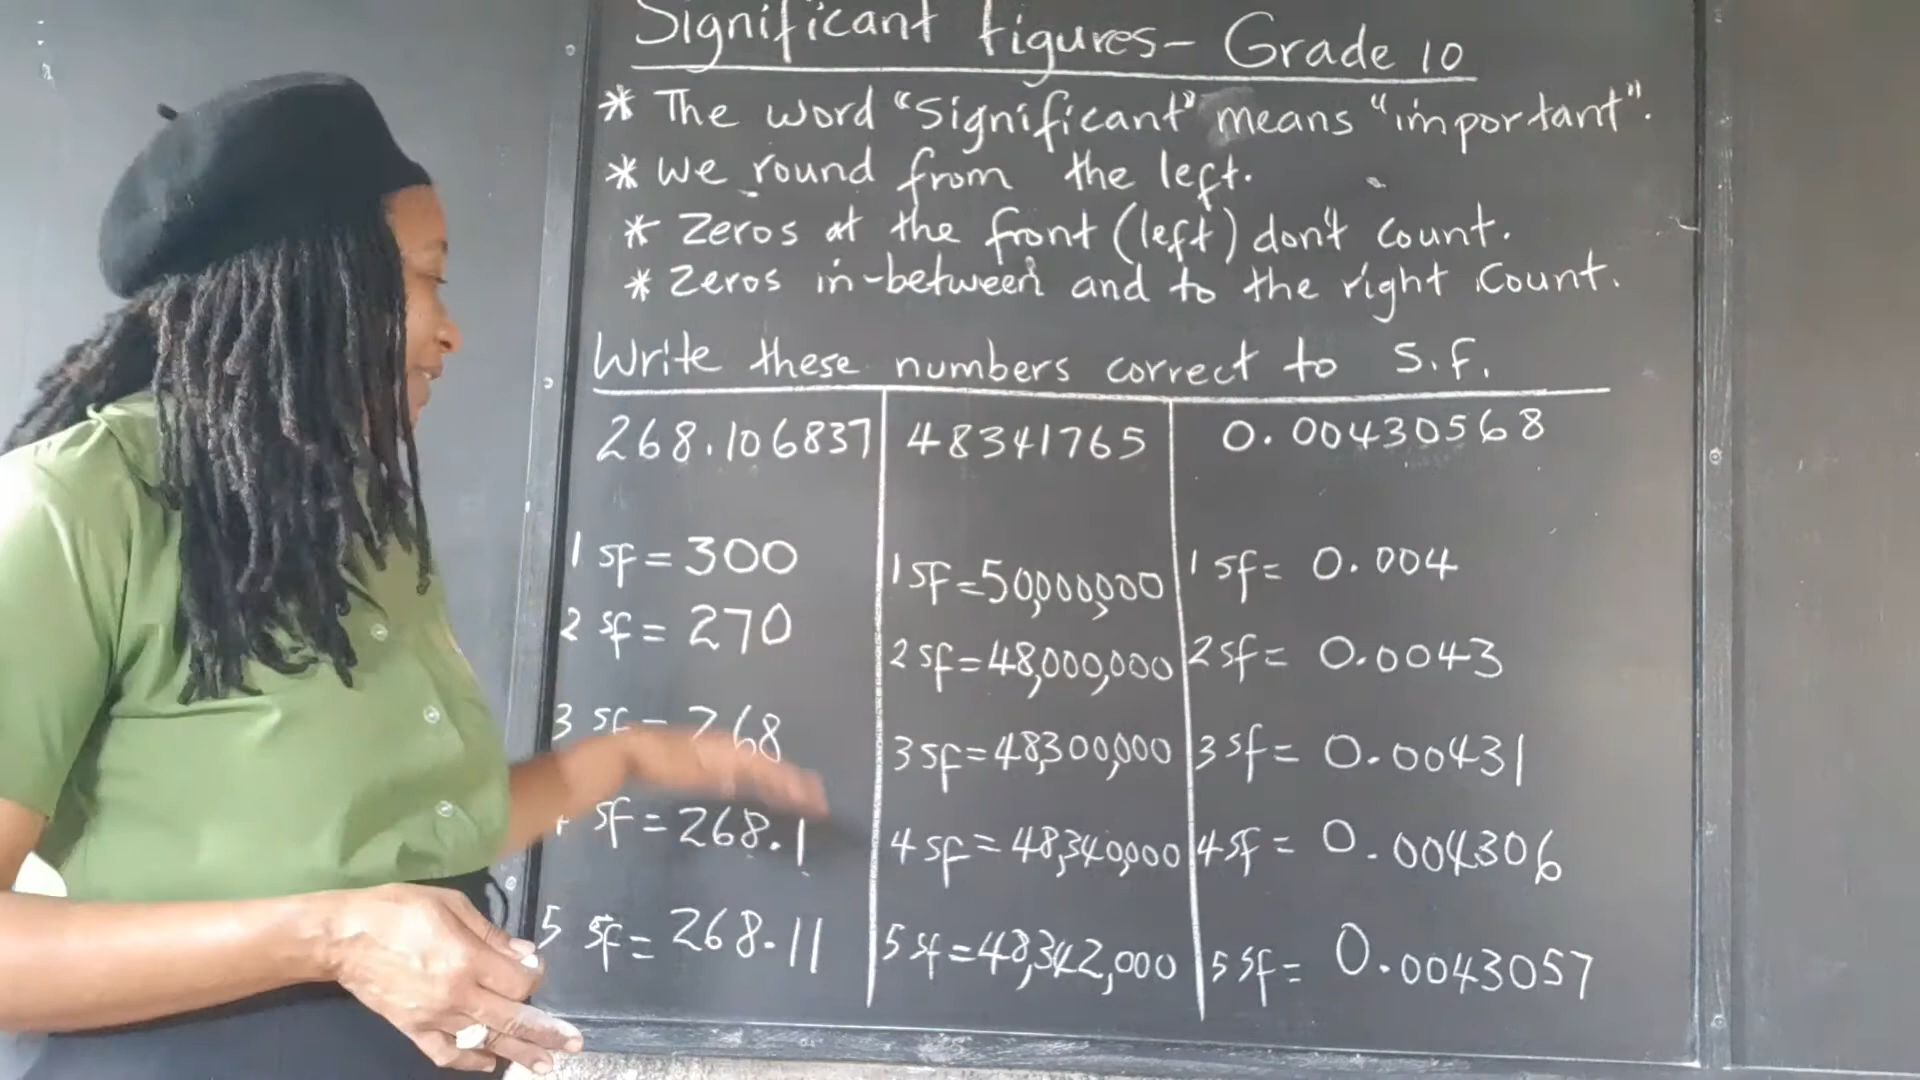 Significant figures- Grade 10
* The word "Significant" means "important".
* We round from the left.
* Zeros at the front (left) don't count.
* Zeros in-between and to the right count.
Write these numbers correct to S.f.
268.106837
1 sf = 300
2 sf = 270
3 sf = 268
sf = 268.1
5 sf = 268.11
48341765
1 sf = 50,000,000
2 sf = 48,000,000
3 sf = 48,300,000
4 sf = 48,340,000
5 sf = 48,342,000
0.00430568
1 sf = 0.004
2 sf = 0.0043
3 sf = 0.00431
4 sf = 0.004306
5 sf = 0.0043057